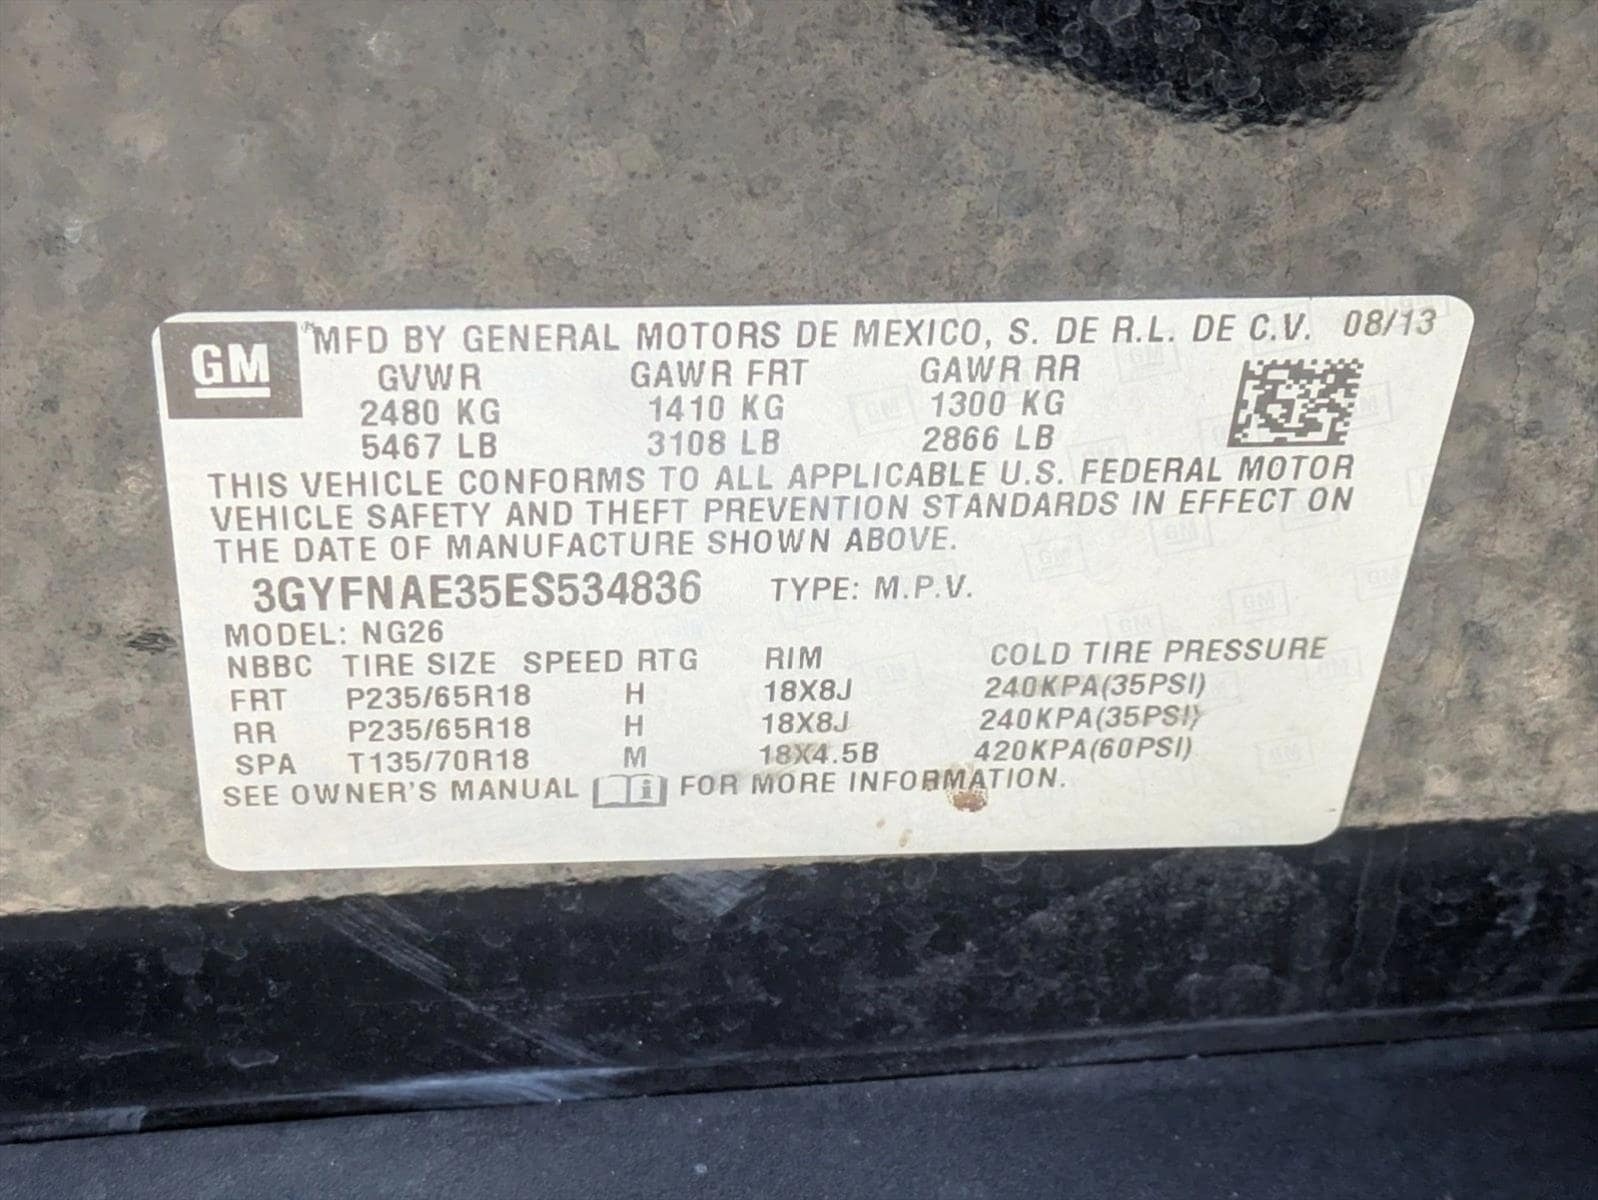 GM MFD BY GENERAL MOTORS DE MEXICO, S. DE R.L. DE C.V. 08/13
GVWR GAWR FRT GAWR RR
2480 KG 1410 KG 1300 KG
5467 LB 3108 LB 2866 LB
THIS VEHICLE CONFORMS TO ALL APPLICABLE U.S. FEDERAL MOTOR
VEHICLE SAFETY AND THEFT PREVENTION STANDARDS IN EFFECT ON
THE DATE OF MANUFACTURE SHOWN ABOVE.
3GYFNAE35ES534836 TYPE: M.P.V.
MODEL: NG26
NBBC TIRE SIZE SPEED RTG RIM COLD TIRE PRESSURE
FRT P235/65R18 H 18X8J 240KPA(35PSI)
RR P235/65R18 H 18X8J 240KPA(35PSI)
SPA T135/70R18 M 18X4.5B 420KPA(60PSI)
SEE OWNER'S MANUAL i FOR MORE INFORMATION.